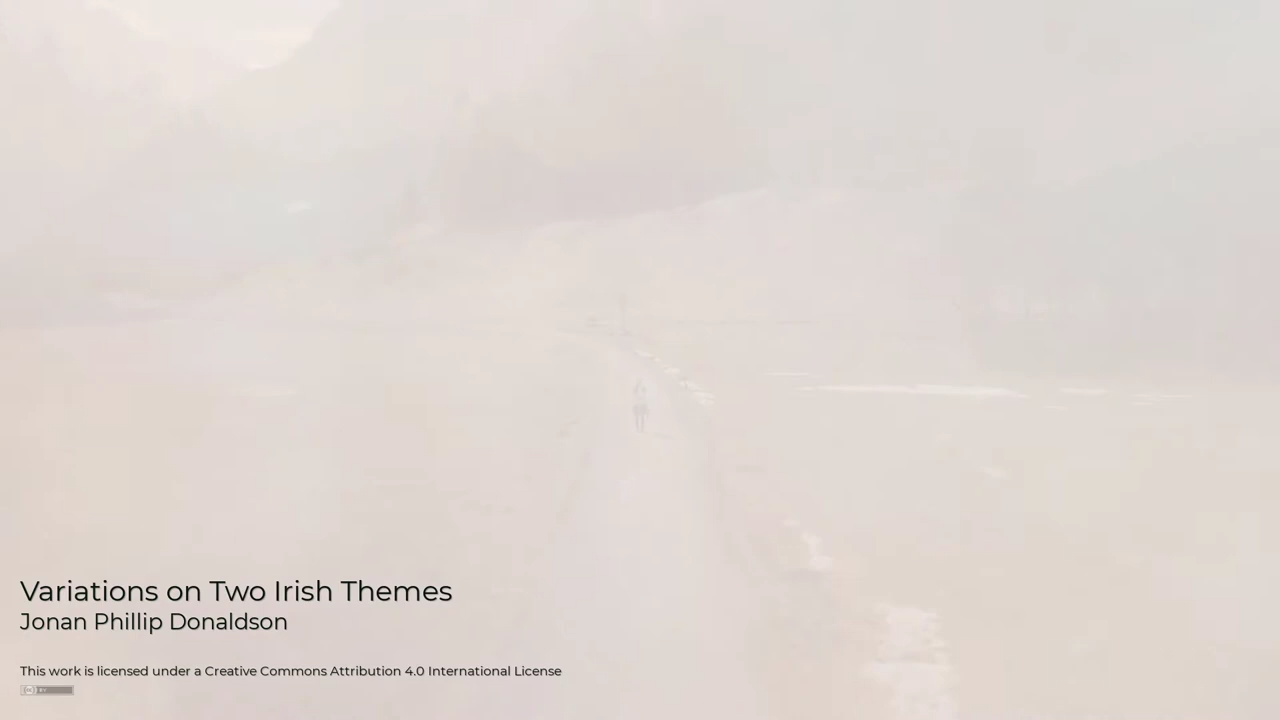 Variations on Two Irish Themes
Jonan Phillip Donaldson
This work is licensed under a Creative Commons Attribution 4.0 International License
BY